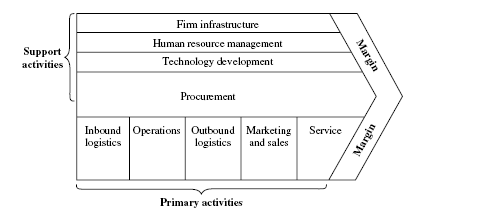 Firm infrastructure
Human resource management
Support
activities
Technology development
Procurement
Margin
Inbound
logistics
Operations
Outbound
logistics
Marketing
and sales
Service
Margin
Primary activities